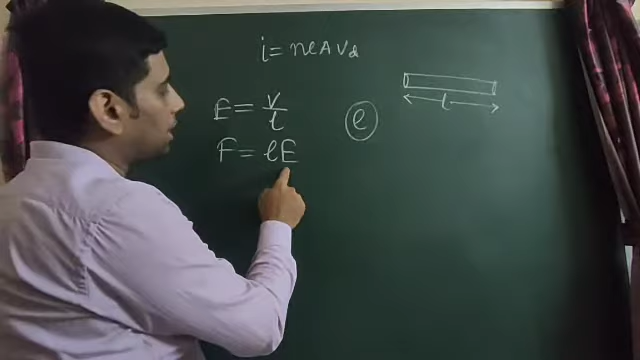 i = neAVd
E = V/l
e
F = eE
l